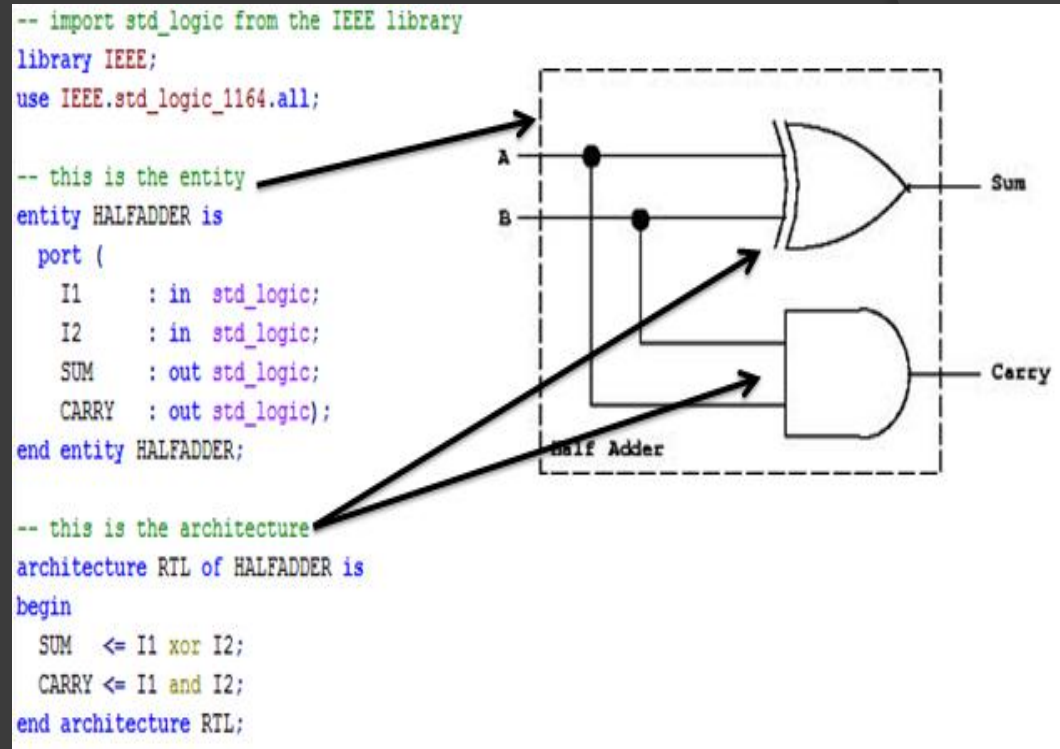 -- import std_logic from the IEEE library
library IEEE;
use IEEE.std_logic_1164.all;
-- this is the entity
entity HALFADDER is
port (
I1 : in std_logic;
I2 : in std_logic;
SUM : out std_logic;
CARRY : out std_logic);
end entity HALFADDER;
-- this is the architecture
architecture RTL of HALFADDER is
begin
SUM <= I1 xor I2;
CARRY <= I1 and I2;
end architecture RTL;
A
B
Sum
Carry
Half Adder